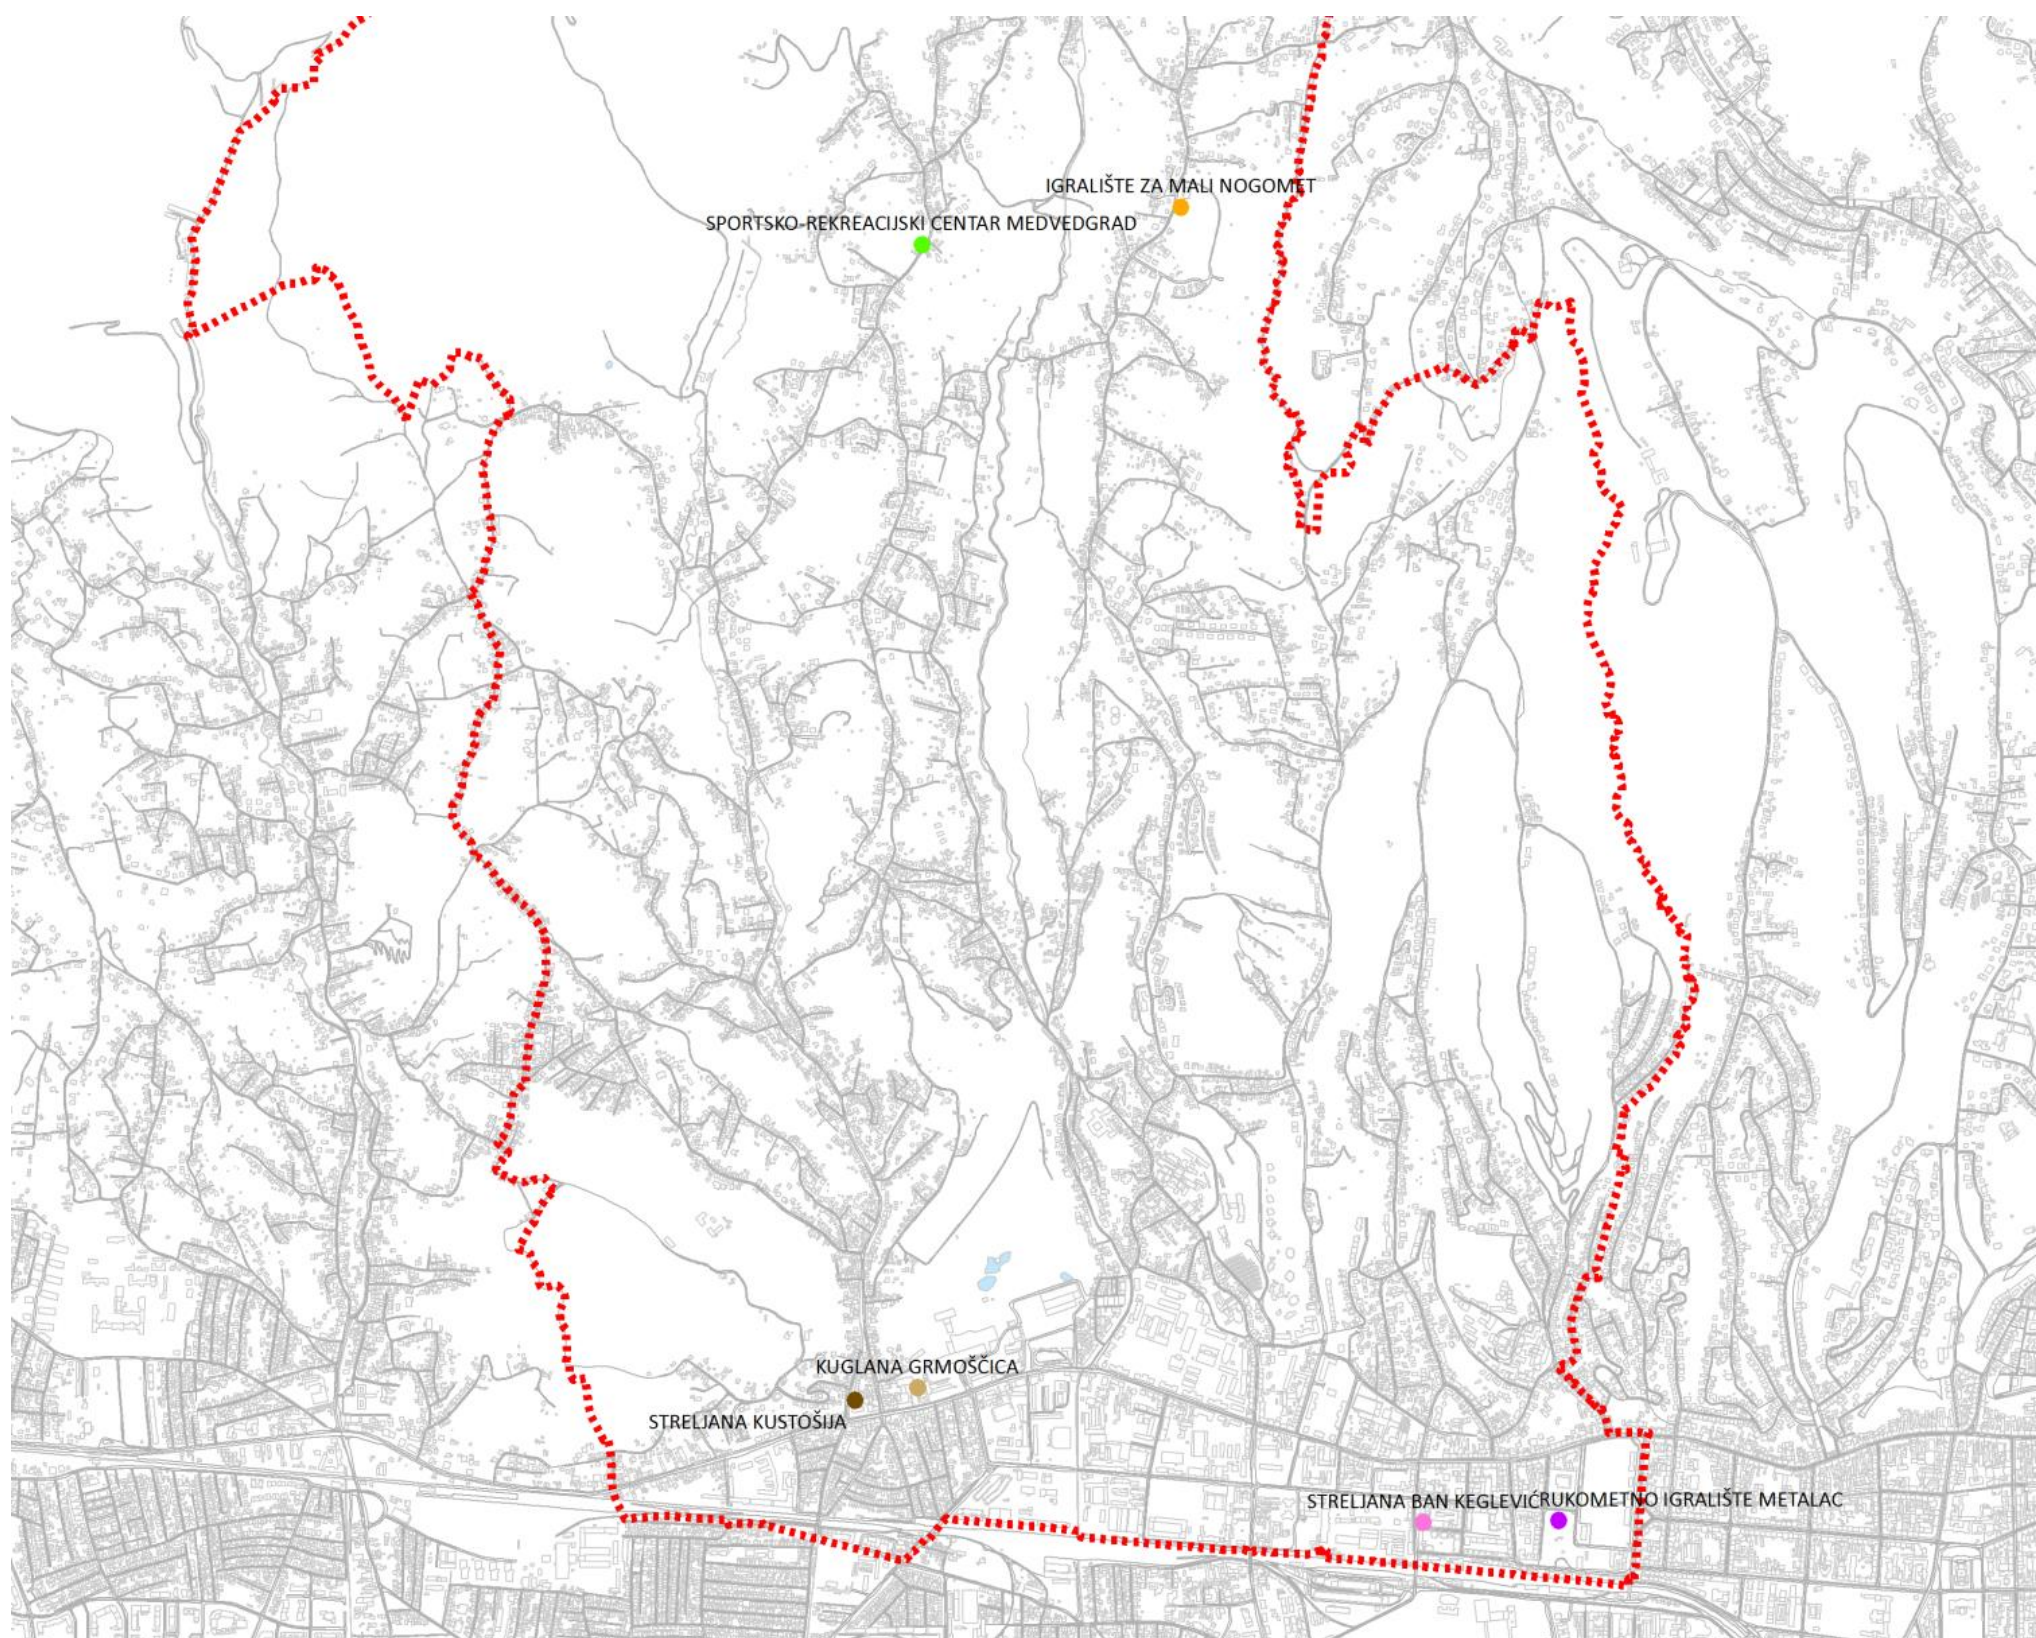 IGRALIŠTE ZA MALI NOGOMET
SPORTSKO-REKREACIJSKI CENTAR MEDVEDGRAD
KUGLANA GRMOŠČICA
STRELJANA KUSTOŠIJA
STRELJANA BAN KEGLEVIĆ
RUKOMETNO IGRALIŠTE METALAC